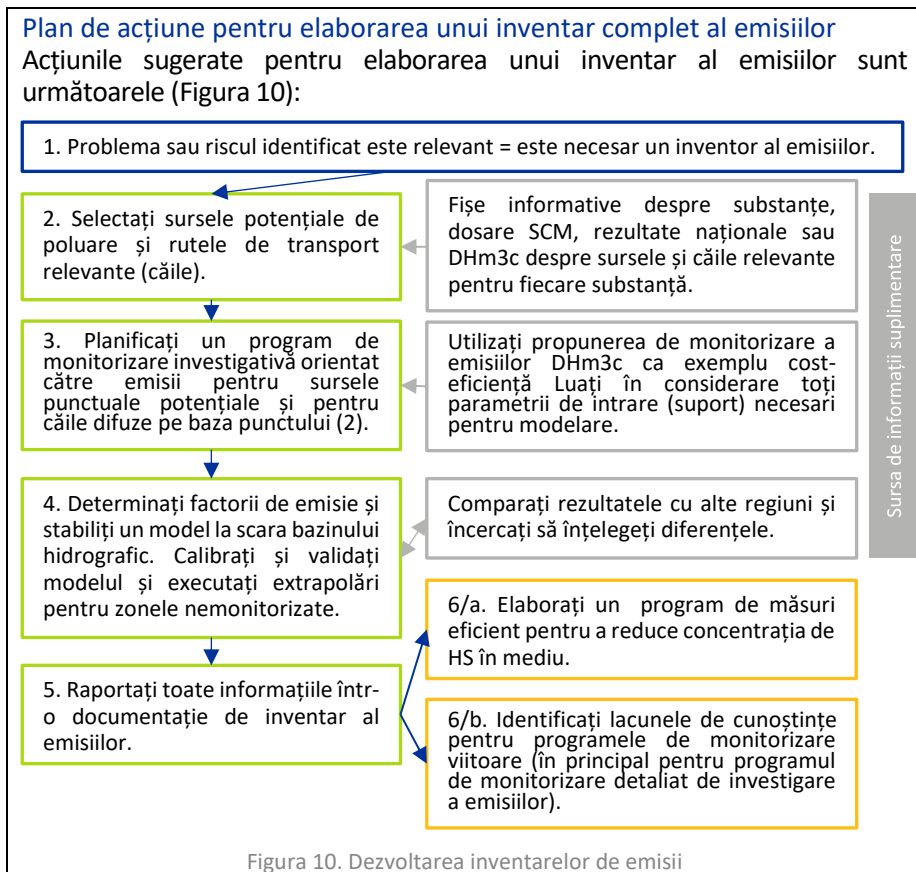 Plan de acțiune pentru elaborarea unui inventar complet al emisiilor
Acțiunile sugerate pentru elaborarea unui inventar al emisiilor sunt
următoarele (Figura 10):
1. Problema sau riscul identificat este relevant = este necesar un inventor al emisiilor.
2. Selectați sursele potențiale de
poluare și rutele de transport
relevante (căile).
Fișe informative despre substanțe,
dosare SCM, rezultate naționale sau
DHm3c despre sursele și căile relevante
pentru fiecare substanță.
3. Planificați un program de
monitorizare investigativă orientat
către emisii pentru sursele
punctuale potențiale și pentru
căile difuze pe baza punctului (2).
Utilizați propunerea de monitorizare a
emisiilor DHm3c ca exemplu cost-
eficiență Luați în considerare toți
parametrii de intrare (suport) necesari
pentru modelare.
4. Determinați factorii de emisie și
stabiliți un model la scara bazinului
hidrografic. Calibrați și validați
modelul și executați extrapolări
pentru zonele nemonitorizate.
Comparați rezultatele cu alte regiuni și
încercați să înțelegeți diferențele.
Sursa de informații suplimentare
5. Raportați toate informațiile într-
o documentație de inventar al
emisiilor.
6/a. Elaborați un program de măsuri
eficient pentru a reduce concentrația de
HS în mediu.
6/b. Identificați lacunele de cunoștințe
pentru programele de monitorizare
viitoare (în principal pentru programul
de monitorizare detaliat de investigare
a emisiilor).
Figura 10. Dezvoltarea inventarelor de emisii